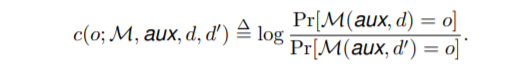 c(o; M, aux, d, d′) ≜ log Pr[M(aux, d) = o] / Pr[M(aux, d′) = o].